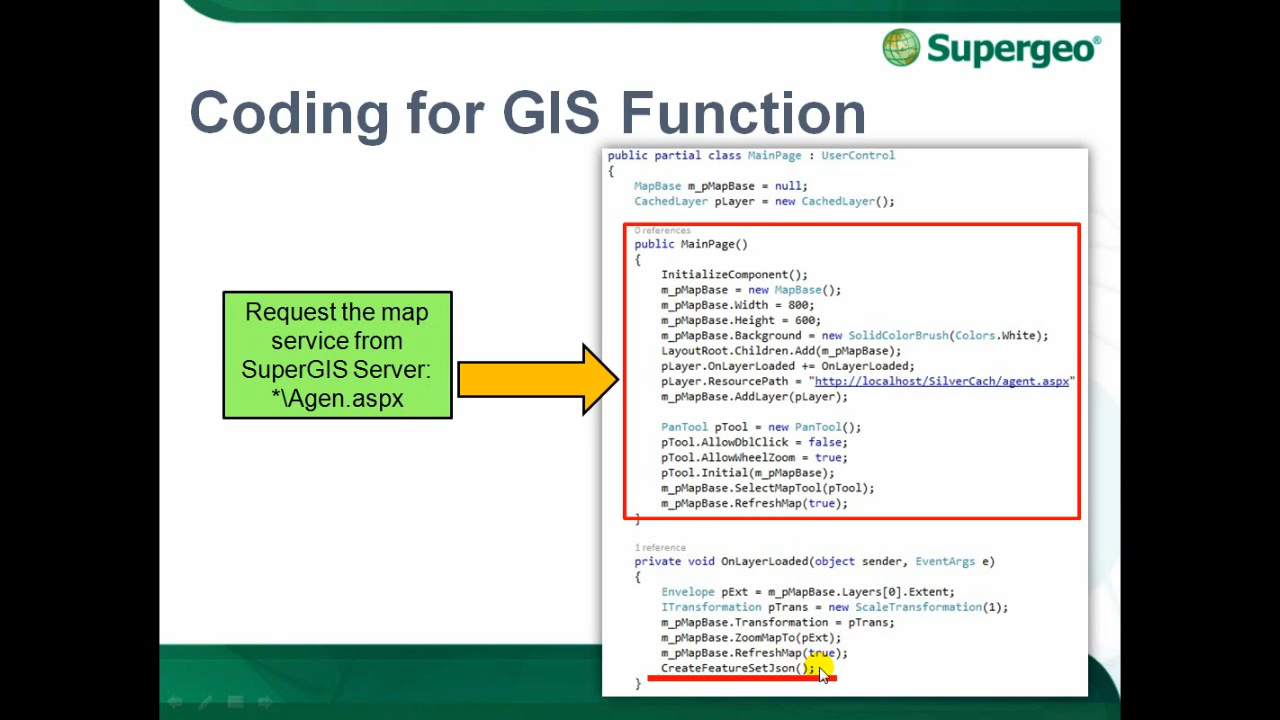 Supergeo®
Coding for GIS Function
Request the map
service from
SuperGIS Server:
*\Agen.aspx
public partial class MainPage : UserControl
{
MapBase m_pMapBase = null;
CachedLayer pLayer = new CachedLayer();
0 references
public MainPage()
{
InitializeComponent();
m_pMapBase = new MapBase();
m_pMapBase.Width = 800;
m_pMapBase.Height = 600;
m_pMapBase.Background = new SolidColorBrush(Colors.White);
LayoutRoot.Children.Add(m_pMapBase);
pLayer.OnLayerLoaded += OnLayerLoaded;
pLayer.ResourcePath = "http://localhost/SilverCach/agent.aspx"
m_pMapBase.AddLayer(pLayer);
PanTool pTool = new PanTool();
pTool.AllowDblClick = false;
pTool.AllowWheelZoom = true;
pTool.Initial(m_pMapBase);
m_pMapBase.SelectMapTool(pTool);
m_pMapBase.RefreshMap(true);
}
1 reference
private void OnLayerLoaded(object sender, EventArgs e)
{
Envelope pExt = m_pMapBase.Layers[0].Extent;
ITransformation pTrans = new ScaleTransformation(1);
m_pMapBase.Transformation = pTrans;
m_pMapBase.ZoomMapTo(pExt);
m_pMapBase.RefreshMap(true);
CreateFeatureSetJson();
}